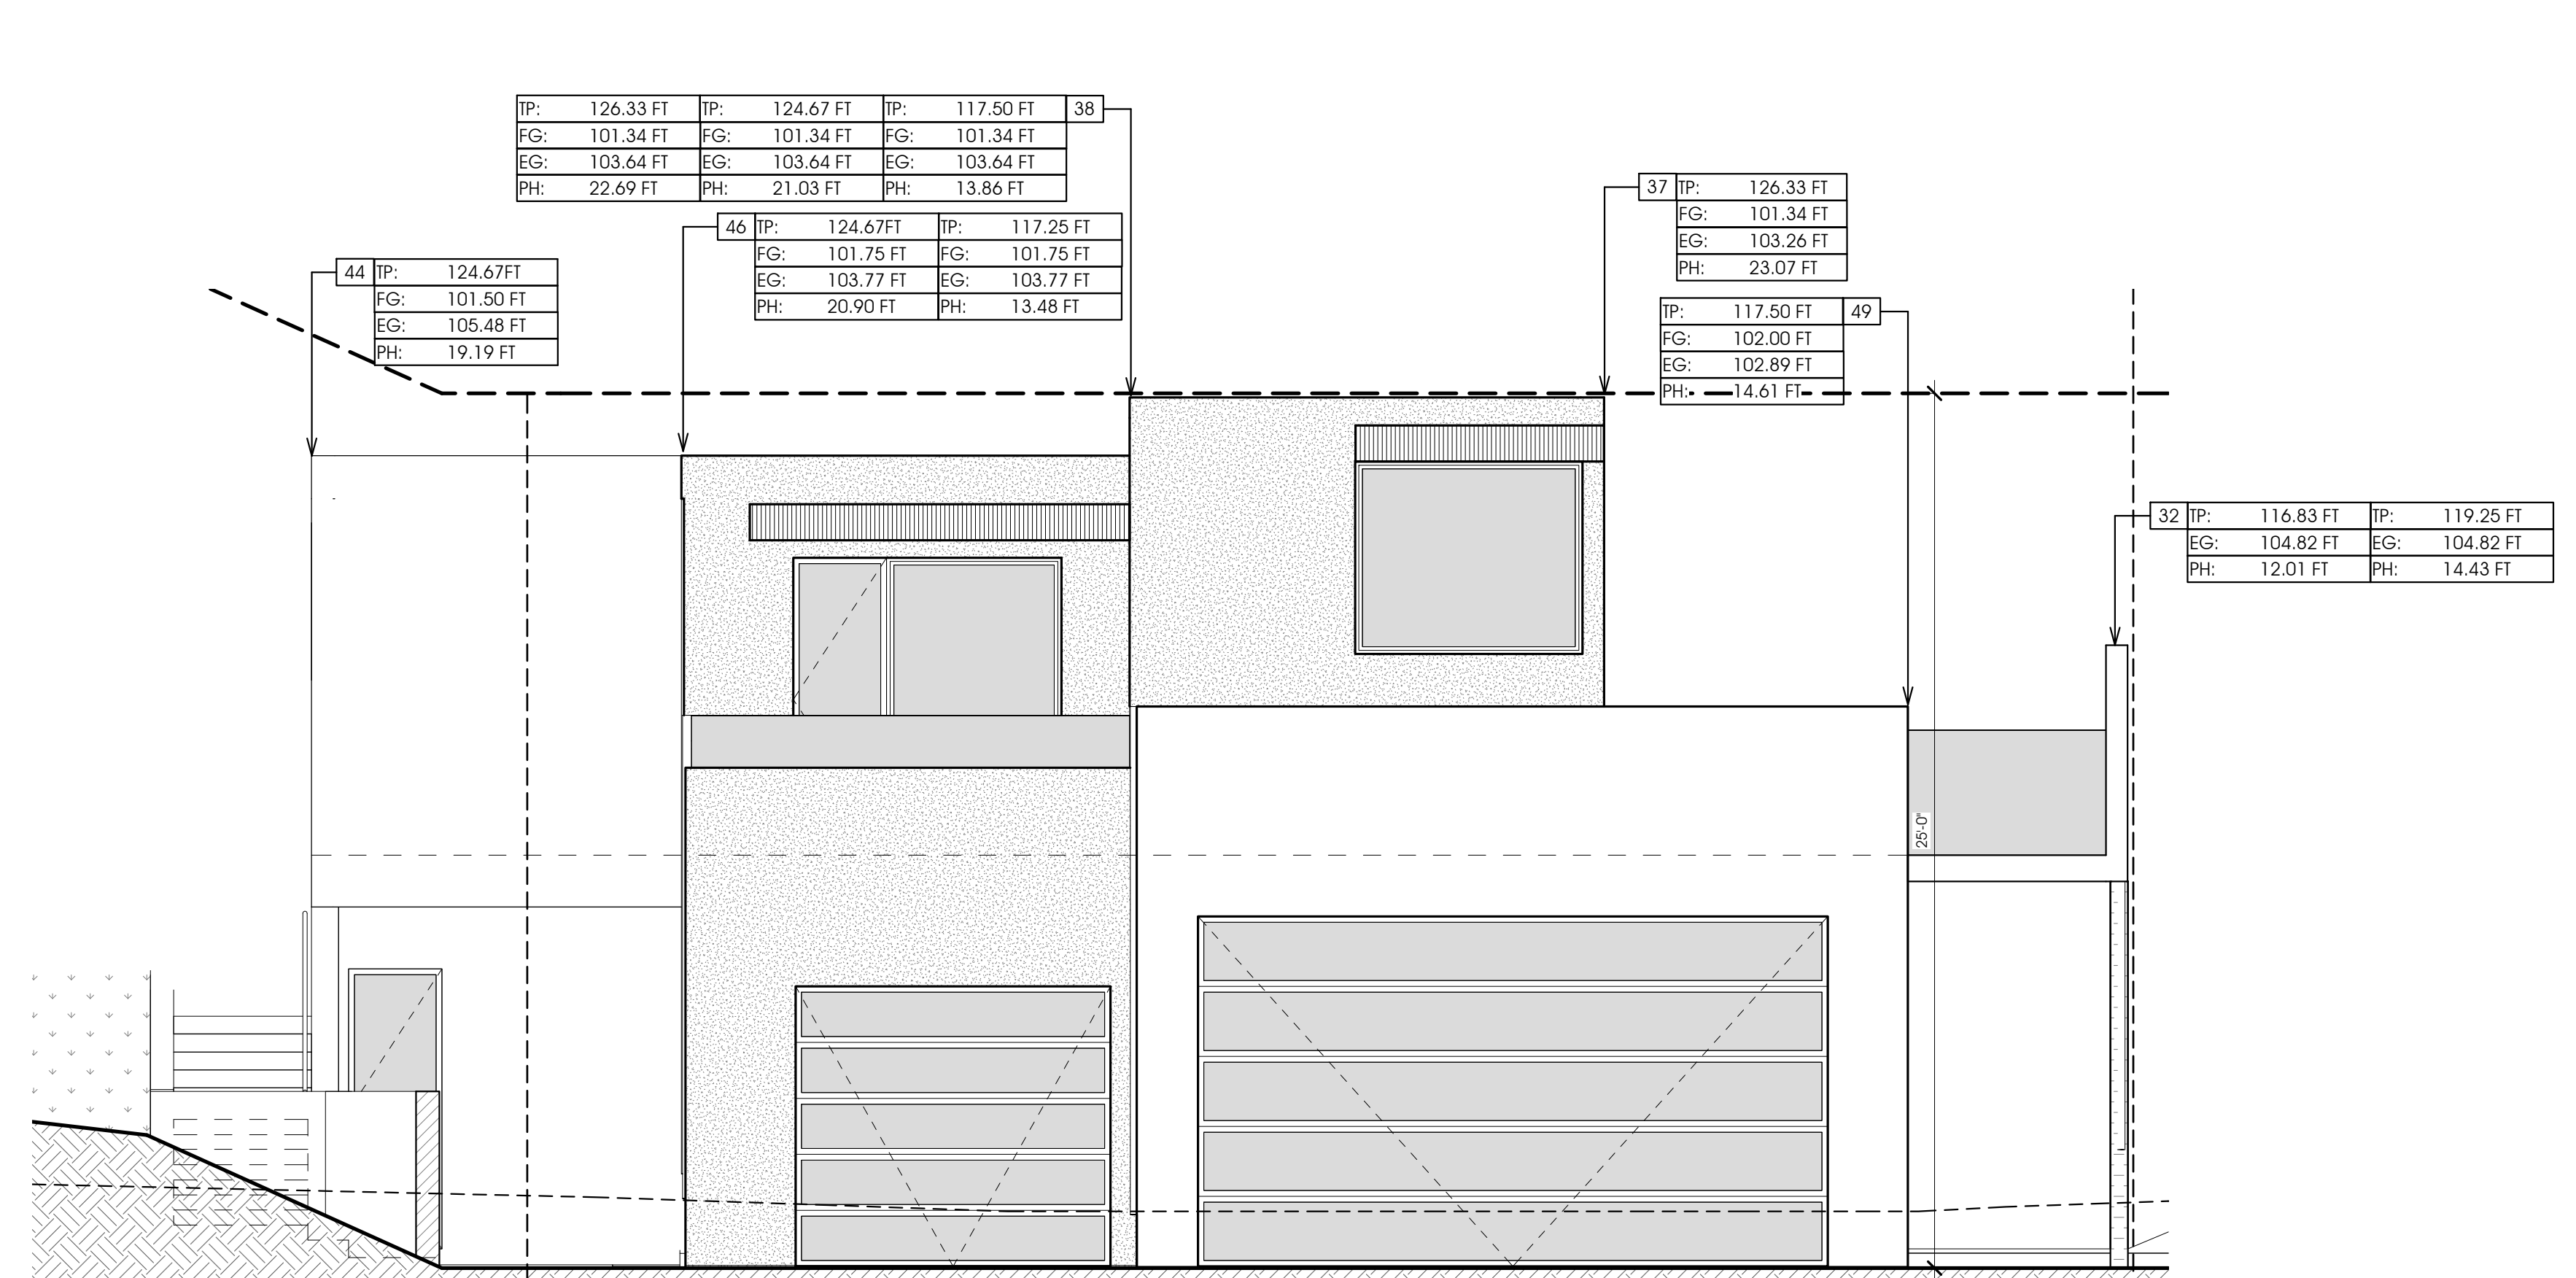 TP: 126.33 FT TP: 124.67 FT TP: 117.50 FT 38
FG: 101.34 FT FG: 101.34 FT FG: 101.34 FT
EG: 103.64 FT EG: 103.64 FT EG: 103.64 FT
PH: 22.69 FT PH: 21.03 FT PH: 13.86 FT
37 TP: 126.33 FT
FG: 101.34 FT
EG: 103.26 FT
PH: 23.07 FT
46 TP: 124.67FT TP: 117.25 FT
FG: 101.75 FT FG: 101.75 FT
EG: 103.77 FT EG: 103.77 FT
PH: 20.90 FT PH: 13.48 FT
44 TP: 124.67FT
FG: 101.50 FT
EG: 105.48 FT
PH: 19.19 FT
TP: 117.50 FT 49
FG: 102.00 FT
EG: 102.89 FT
PH: 14.61 FT
32 TP: 116.83 FT TP: 119.25 FT
EG: 104.82 FT EG: 104.82 FT
PH: 12.01 FT PH: 14.43 FT
25'-0"